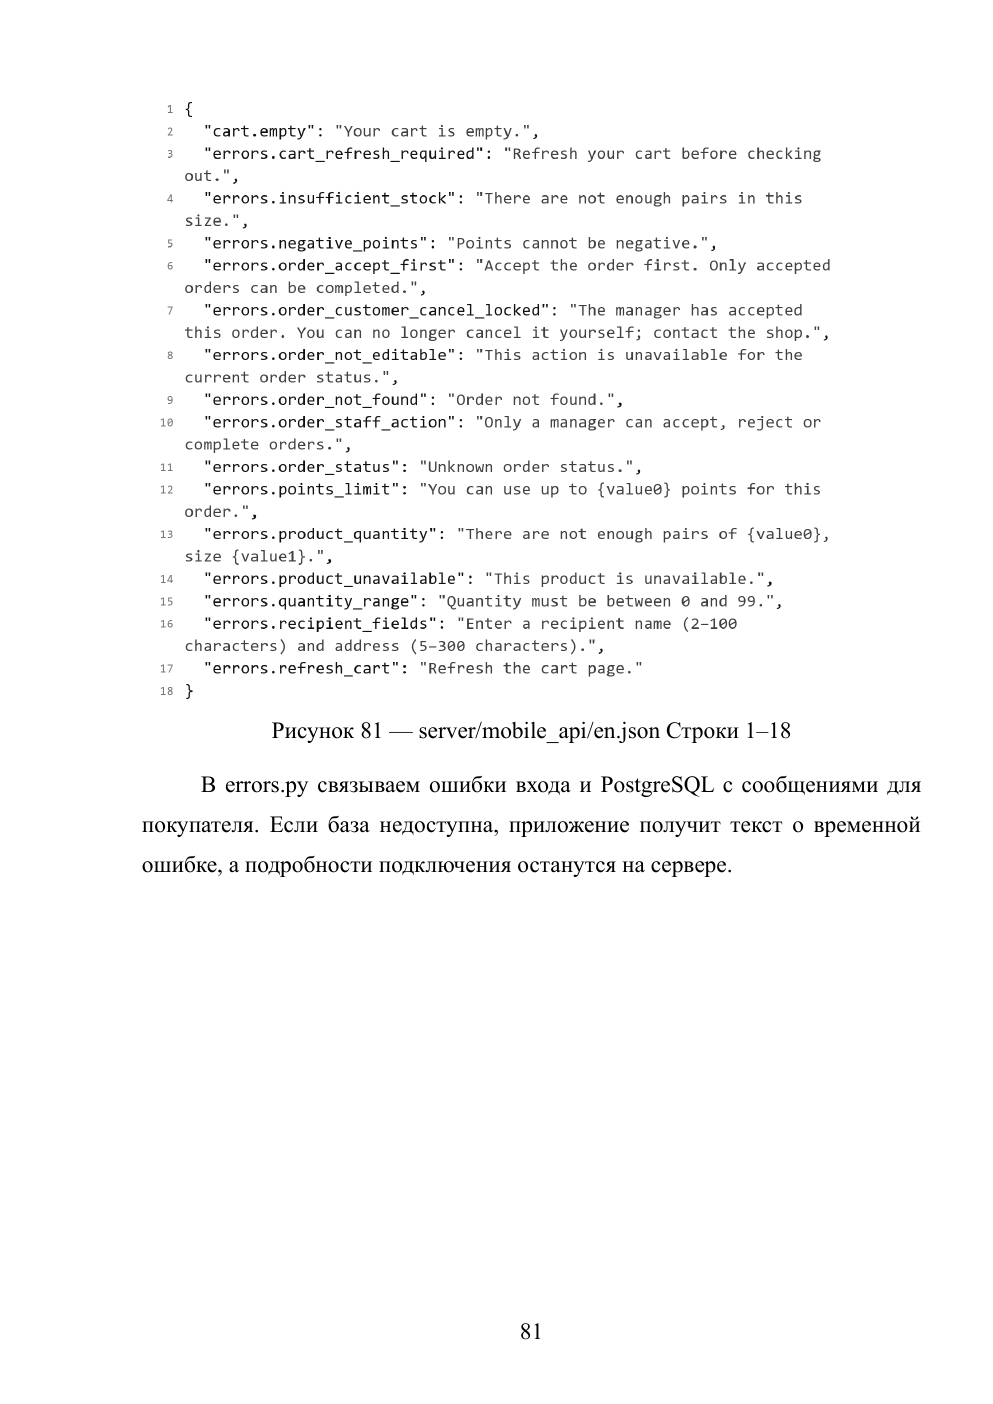 1 {
2 "cart.empty": "Your cart is empty.",
3 "errors.cart_refresh_required": "Refresh your cart before checking
out.",
4 "errors.insufficient_stock": "There are not enough pairs in this
size.",
5 "errors.negative_points": "Points cannot be negative.",
6 "errors.order_accept_first": "Accept the order first. Only accepted
orders can be completed.",
7 "errors.order_customer_cancel_locked": "The manager has accepted
this order. You can no longer cancel it yourself; contact the shop.",
8 "errors.order_not_editable": "This action is unavailable for the
current order status.",
9 "errors.order_not_found": "Order not found.",
10 "errors.order_staff_action": "Only a manager can accept, reject or
complete orders.",
11 "errors.order_status": "Unknown order status.",
12 "errors.points_limit": "You can use up to {value0} points for this
order.",
13 "errors.product_quantity": "There are not enough pairs of {value0},
size {value1}.",
14 "errors.product_unavailable": "This product is unavailable.",
15 "errors.quantity_range": "Quantity must be between 0 and 99.",
16 "errors.recipient_fields": "Enter a recipient name (2–100
characters) and address (5–300 characters).",
17 "errors.refresh_cart": "Refresh the cart page."
18 }
Рисунок 81 — server/mobile_api/en.json Строки 1–18
В errors.py связываем ошибки входа и PostgreSQL с сообщениями для
покупателя. Если база недоступна, приложение получит текст о временной
ошибке, а подробности подключения останутся на сервере.
81